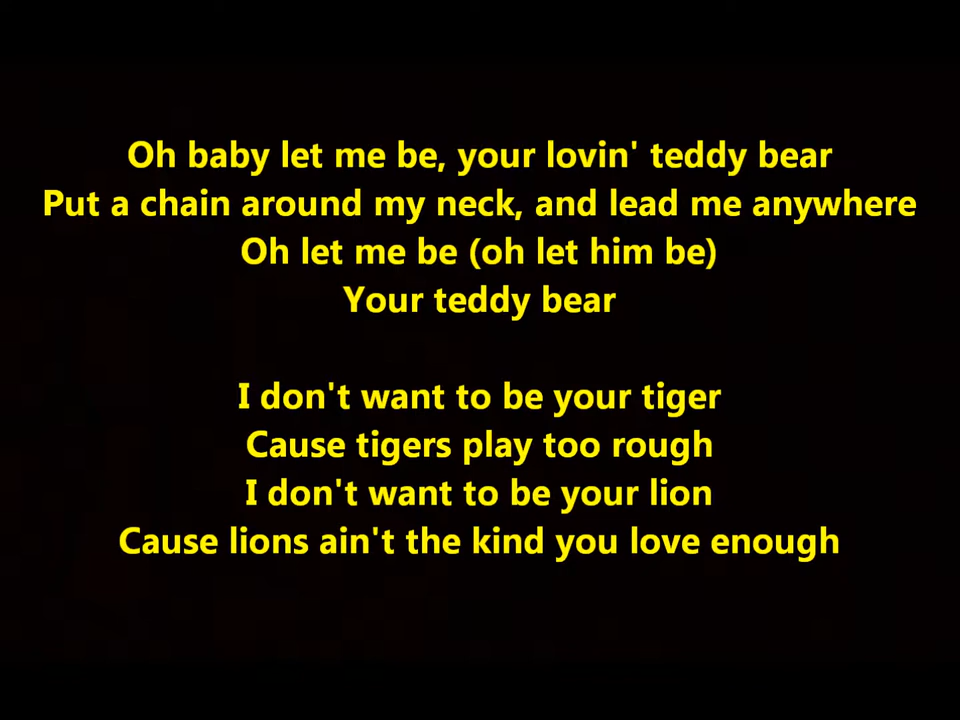 Oh baby let me be, your lovin' teddy bear
Put a chain around my neck, and lead me anywhere
Oh let me be (oh let him be)
Your teddy bear
I don't want to be your tiger
Cause tigers play too rough
I don't want to be your lion
Cause lions ain't the kind you love enough